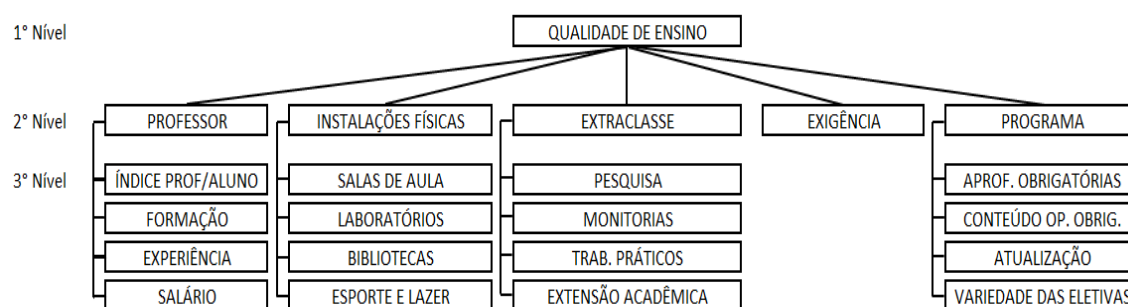 1° Nível
QUALIDADE DE ENSINO
2° Nível
PROFESSOR
INSTALAÇÕES FÍSICAS
EXTRACLASSE
EXIGÊNCIA
PROGRAMA
3° Nível
ÍNDICE PROF/ALUNO
SALAS DE AULA
PESQUISA
APROF. OBRIGATÓRIAS
FORMAÇÃO
LABORATÓRIOS
MONITORIAS
CONTEÚDO OP. OBRIG.
EXPERIÊNCIA
BIBLIOTECAS
TRAB. PRÁTICOS
ATUALIZAÇÃO
SALÁRIO
ESPORTE E LAZER
EXTENSÃO ACADÊMICA
VARIEDADE DAS ELETIVAS